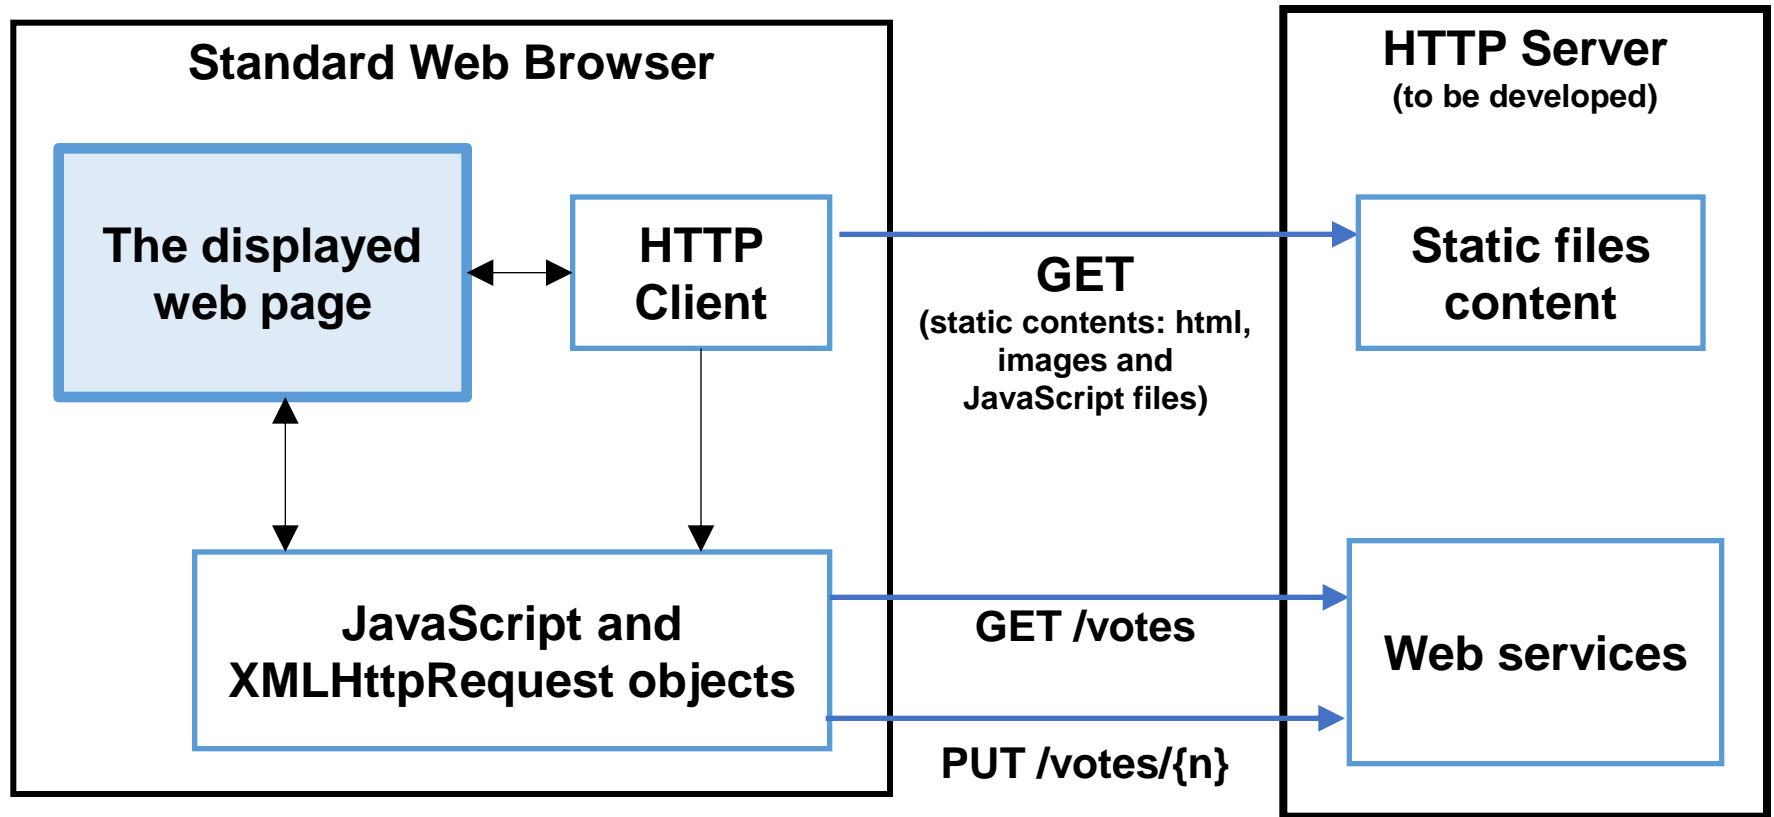 Standard Web Browser
HTTP Server
(to be developed)
The displayed
web page
HTTP
Client
GET
(static contents: html,
images and
JavaScript files)
Static files
content
JavaScript and
XMLHttpRequest objects
GET /votes
PUT /votes/{n}
Web services